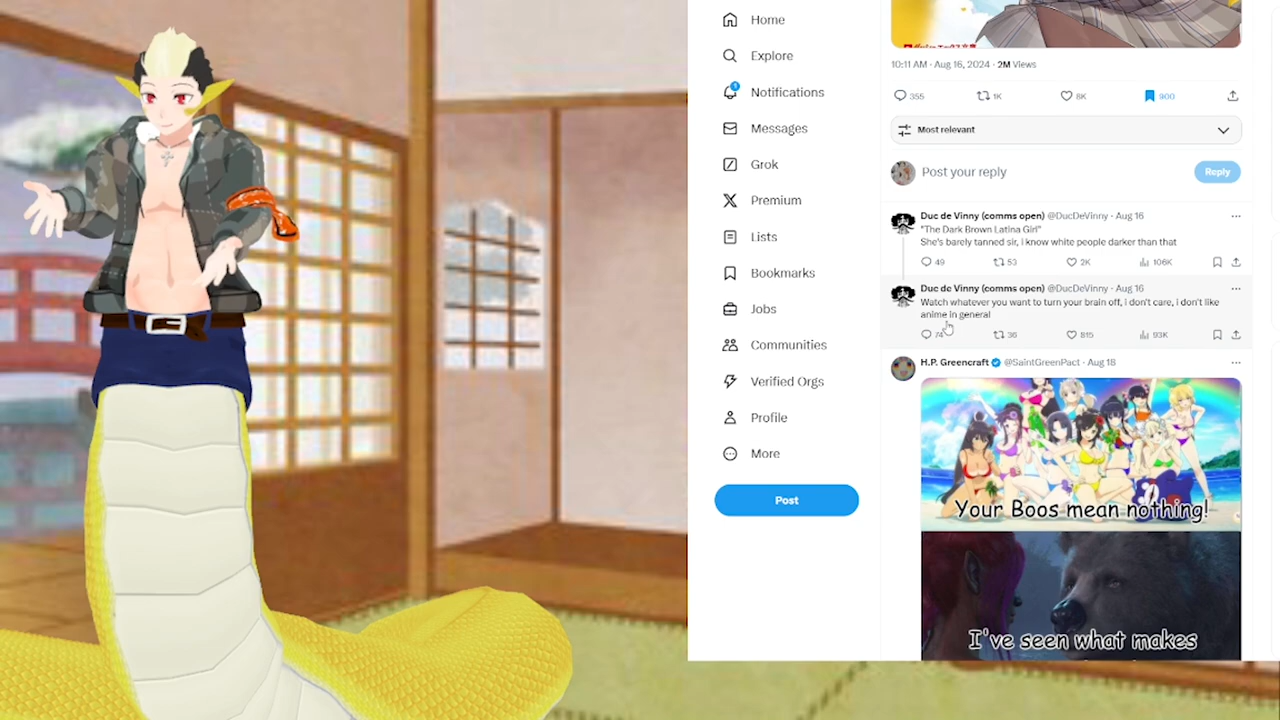 Home
Explore
1
Notifications
Messages
Grok
Premium
Lists
Bookmarks
Jobs
Communities
Verified Orgs
Profile
More
Post
10:11 AM · Aug 16, 2024 · 2M Views
355 1K 8K 900
Most relevant
Post your reply
Reply
Duc de Vinny (comms open) @DucDeVinny · Aug 16
"The Dark Brown Latina Girl"
She's barely tanned sir, i know white people darker than that
49 53 2K 106K
Duc de Vinny (comms open) @DucDeVinny · Aug 16
Watch whatever you want to turn your brain off, i don't care, i don't like
anime in general
74 36 815 93K
H.P. Greencraft @SaintGreenPact · Aug 18
Your Boos mean nothing!
I've seen what makes